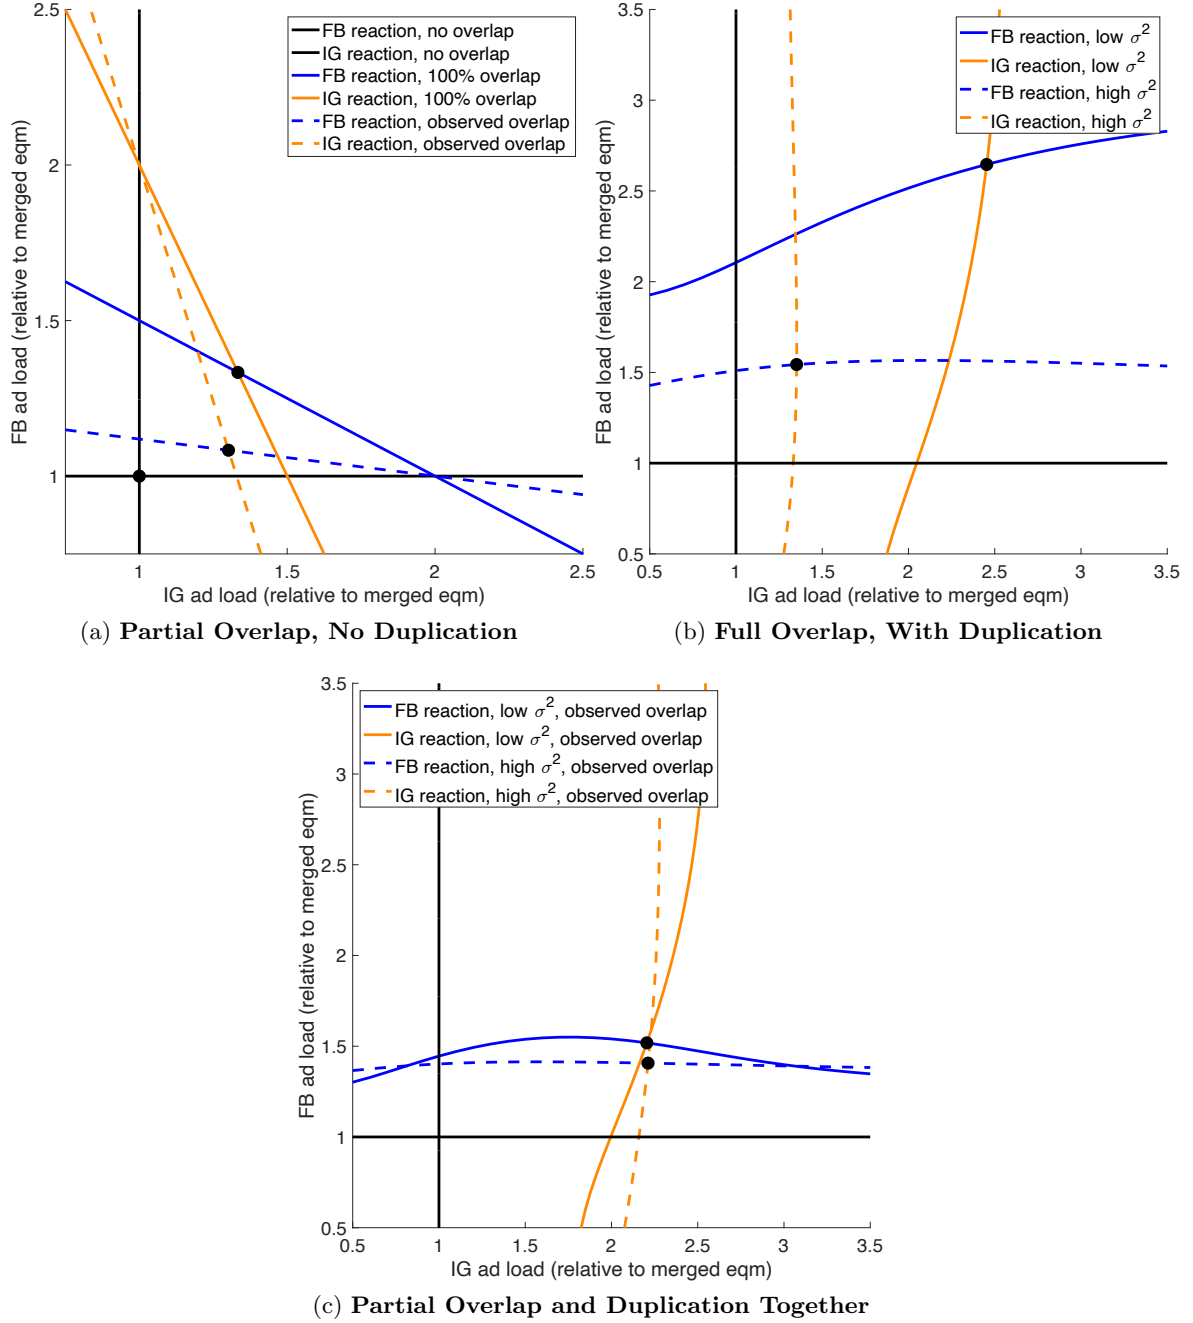 2.5
2
1.5
1
FB ad load (relative to merged eqm)
FB reaction, no overlap
IG reaction, no overlap
FB reaction, 100% overlap
IG reaction, 100% overlap
FB reaction, observed overlap
IG reaction, observed overlap
1 1.5 2 2.5
IG ad load (relative to merged eqm)
(a) Partial Overlap, No Duplication
3.5
3
2.5
2
1.5
1
0.5
FB ad load (relative to merged eqm)
FB reaction, low σ²
IG reaction, low σ²
FB reaction, high σ²
IG reaction, high σ²
0.5 1 1.5 2 2.5 3 3.5
IG ad load (relative to merged eqm)
(b) Full Overlap, With Duplication
3.5
3
2.5
2
1.5
1
0.5
FB ad load (relative to merged eqm)
FB reaction, low σ², observed overlap
IG reaction, low σ², observed overlap
FB reaction, high σ², observed overlap
IG reaction, high σ², observed overlap
0.5 1 1.5 2 2.5 3 3.5
IG ad load (relative to merged eqm)
(c) Partial Overlap and Duplication Together